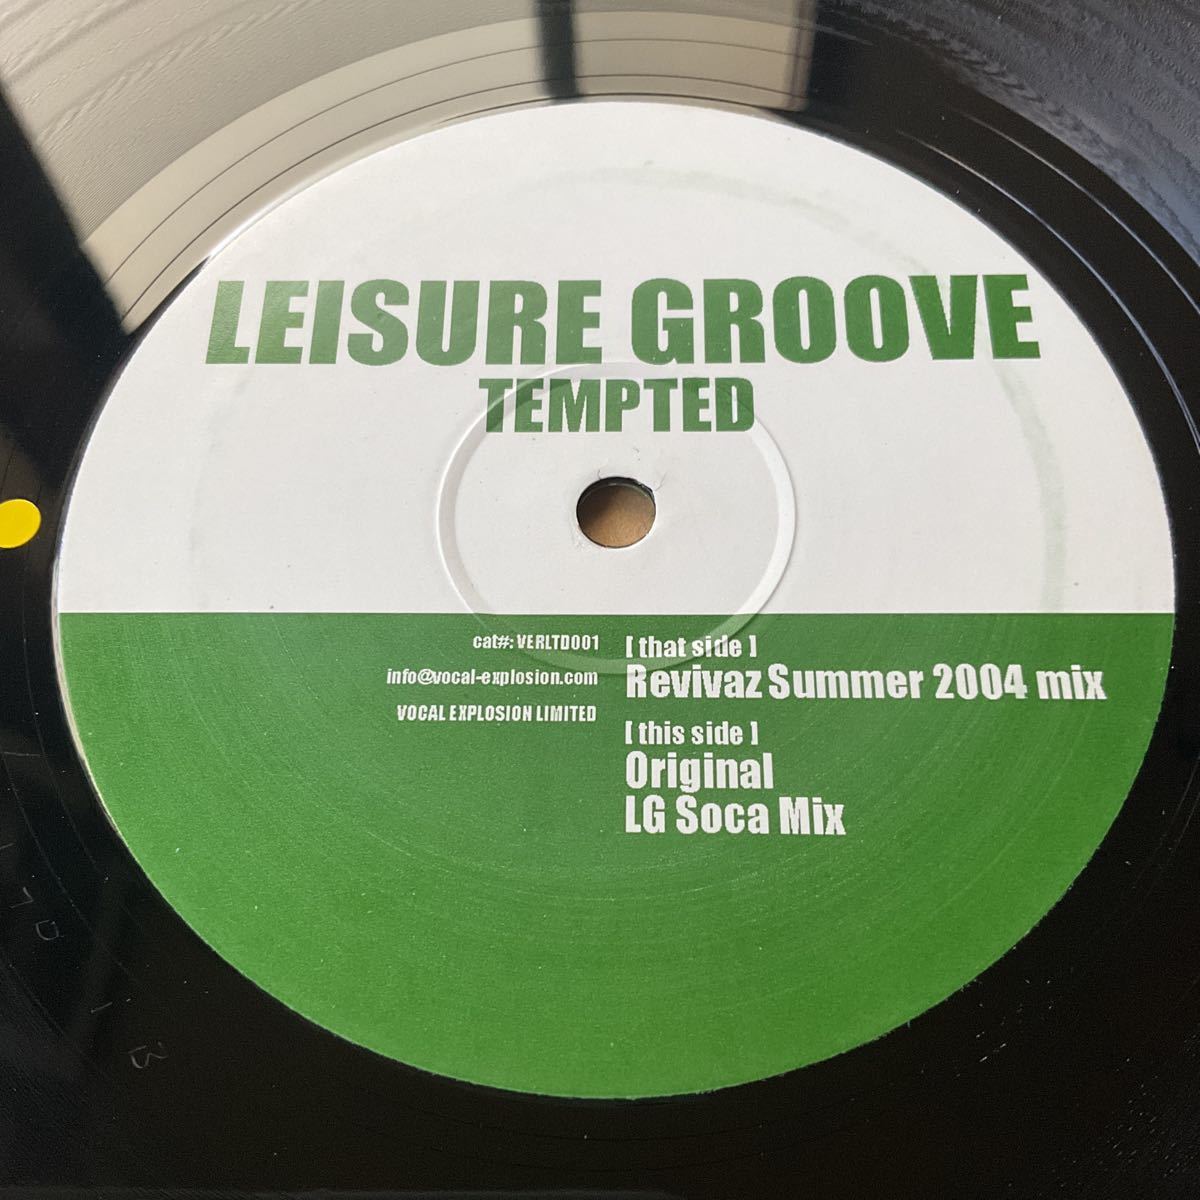 LEISURE GROOVE
TEMPTED
cat#: VERLTD001
info@vocal-explosion.com
VOCAL EXPLOSION LIMITED
[ that side ]
Revivaz Summer 2004 mix
[ this side ]
Original
LG Soca Mix